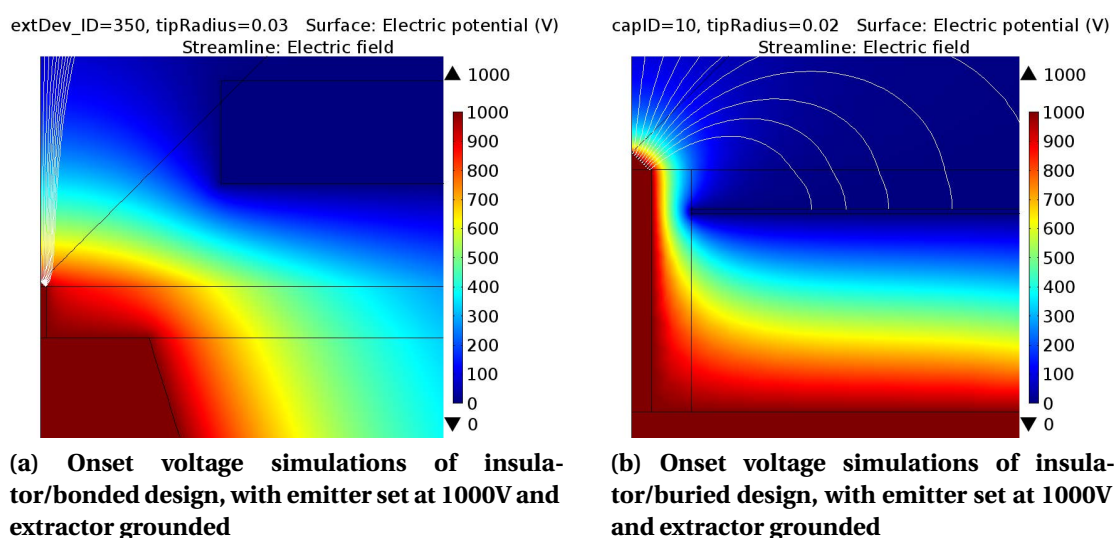 extDev_ID=350, tipRadius=0.03 Surface: Electric potential (V)
Streamline: Electric field
1000
1000
900
800
700
600
500
400
300
200
100
0
0
(a) Onset voltage simulations of insula-
tor/bonded design, with emitter set at 1000V and
extractor grounded
capID=10, tipRadius=0.02 Surface: Electric potential (V)
Streamline: Electric field
1000
1000
900
800
700
600
500
400
300
200
100
0
0
(b) Onset voltage simulations of insula-
tor/buried design, with emitter set at 1000V
and extractor grounded